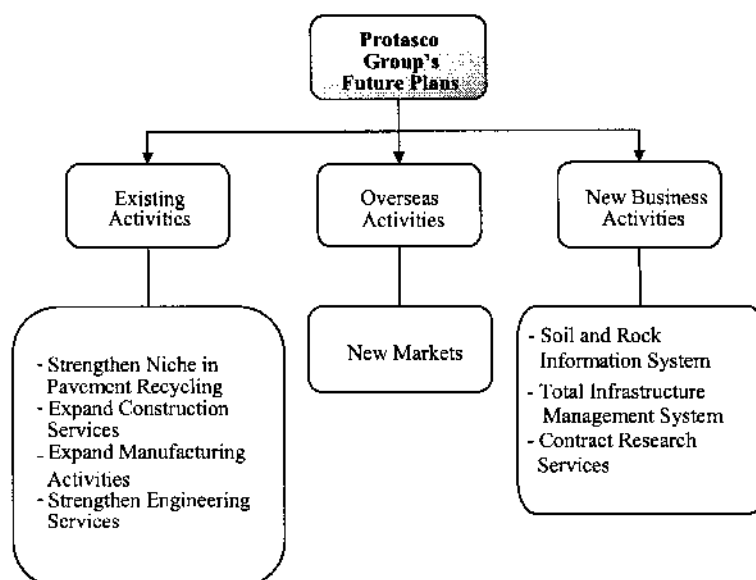 Protasco
Group's
Future Plans
Existing
Activities
Overseas
Activities
New Business
Activities
- Strengthen Niche in
Pavement Recycling
- Expand Construction
Services
- Expand Manufacturing
Activities
- Strengthen Engineering
Services
New Markets
- Soil and Rock
Information System
- Total Infrastructure
Management System
- Contract Research
Services